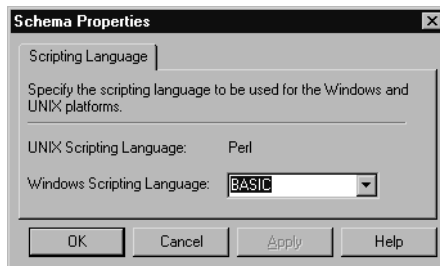 Schema Properties
Scripting Language
Specify the scripting language to be used for the Windows and
UNIX platforms.
UNIX Scripting Language: Perl
Windows Scripting Language: BASIC
OK Cancel Apply Help